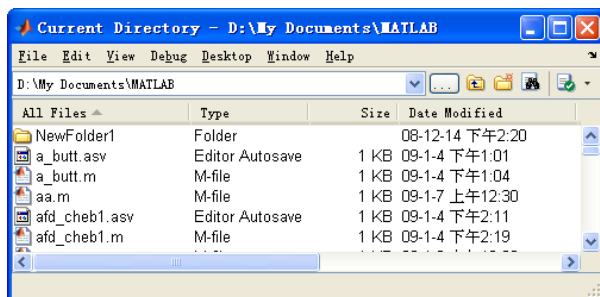 Current Directory - D:\My Documents\MATLAB
File Edit View Debug Desktop Window Help
D:\My Documents\MATLAB ...
All Files Type Size Date Modified
NewFolder1 Folder 08-12-14 下午2:20
a_butt.asv Editor Autosave 1 KB 09-1-4 下午1:01
a_butt.m M-file 1 KB 09-1-4 下午1:04
aa.m M-file 1 KB 09-1-7 上午12:30
afd_cheb1.asv Editor Autosave 1 KB 09-1-4 下午2:11
afd_cheb1.m M-file 1 KB 09-1-4 下午2:19